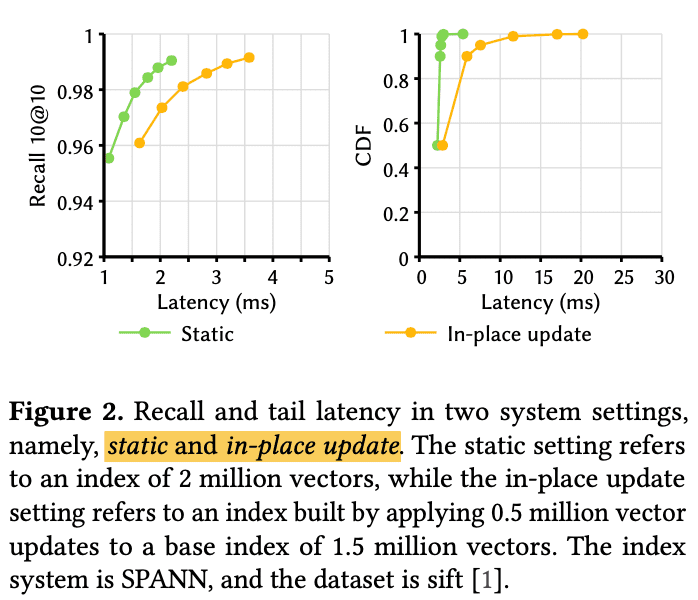 1
0.98
0.96
0.94
0.92
Recall 10@10
1 2 3 4 5
Latency (ms)
1
0.8
0.6
0.4
0.2
0
CDF
0 5 10 15 20 25 30
Latency (ms)
Static
In-place update
Figure 2. Recall and tail latency in two system settings,
namely, static and in-place update. The static setting refers
to an index of 2 million vectors, while the in-place update
setting refers to an index built by applying 0.5 million vector
updates to a base index of 1.5 million vectors. The index
system is SPANN, and the dataset is sift [1].